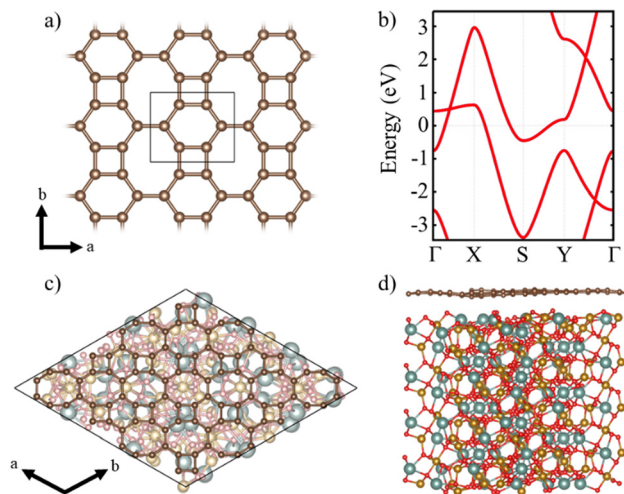 a)
b
a
b)
Energy (eV)
3
2
1
0
-1
-2
-3
Γ X S Y Γ
c)
a b
d)